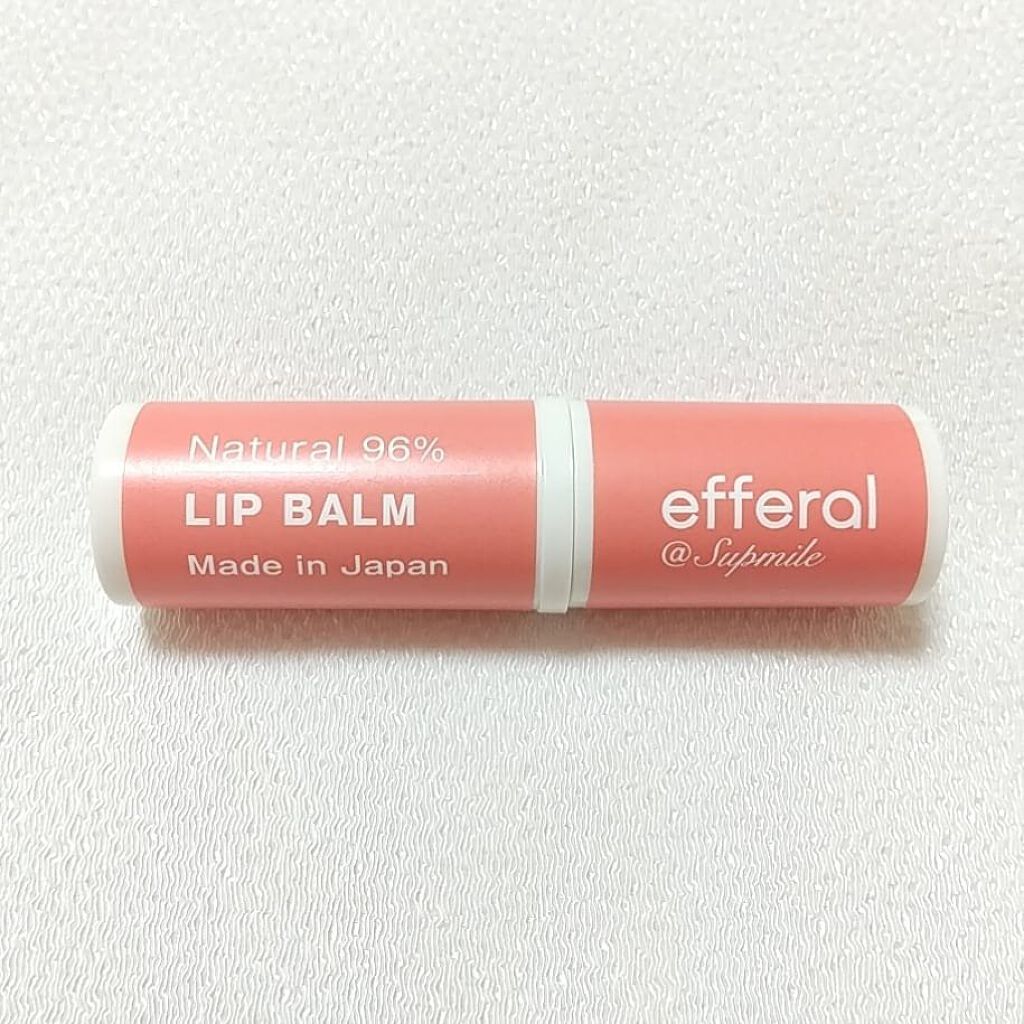 Natural 96%
LIP BALM
Made in Japan
efferal
@Supmile